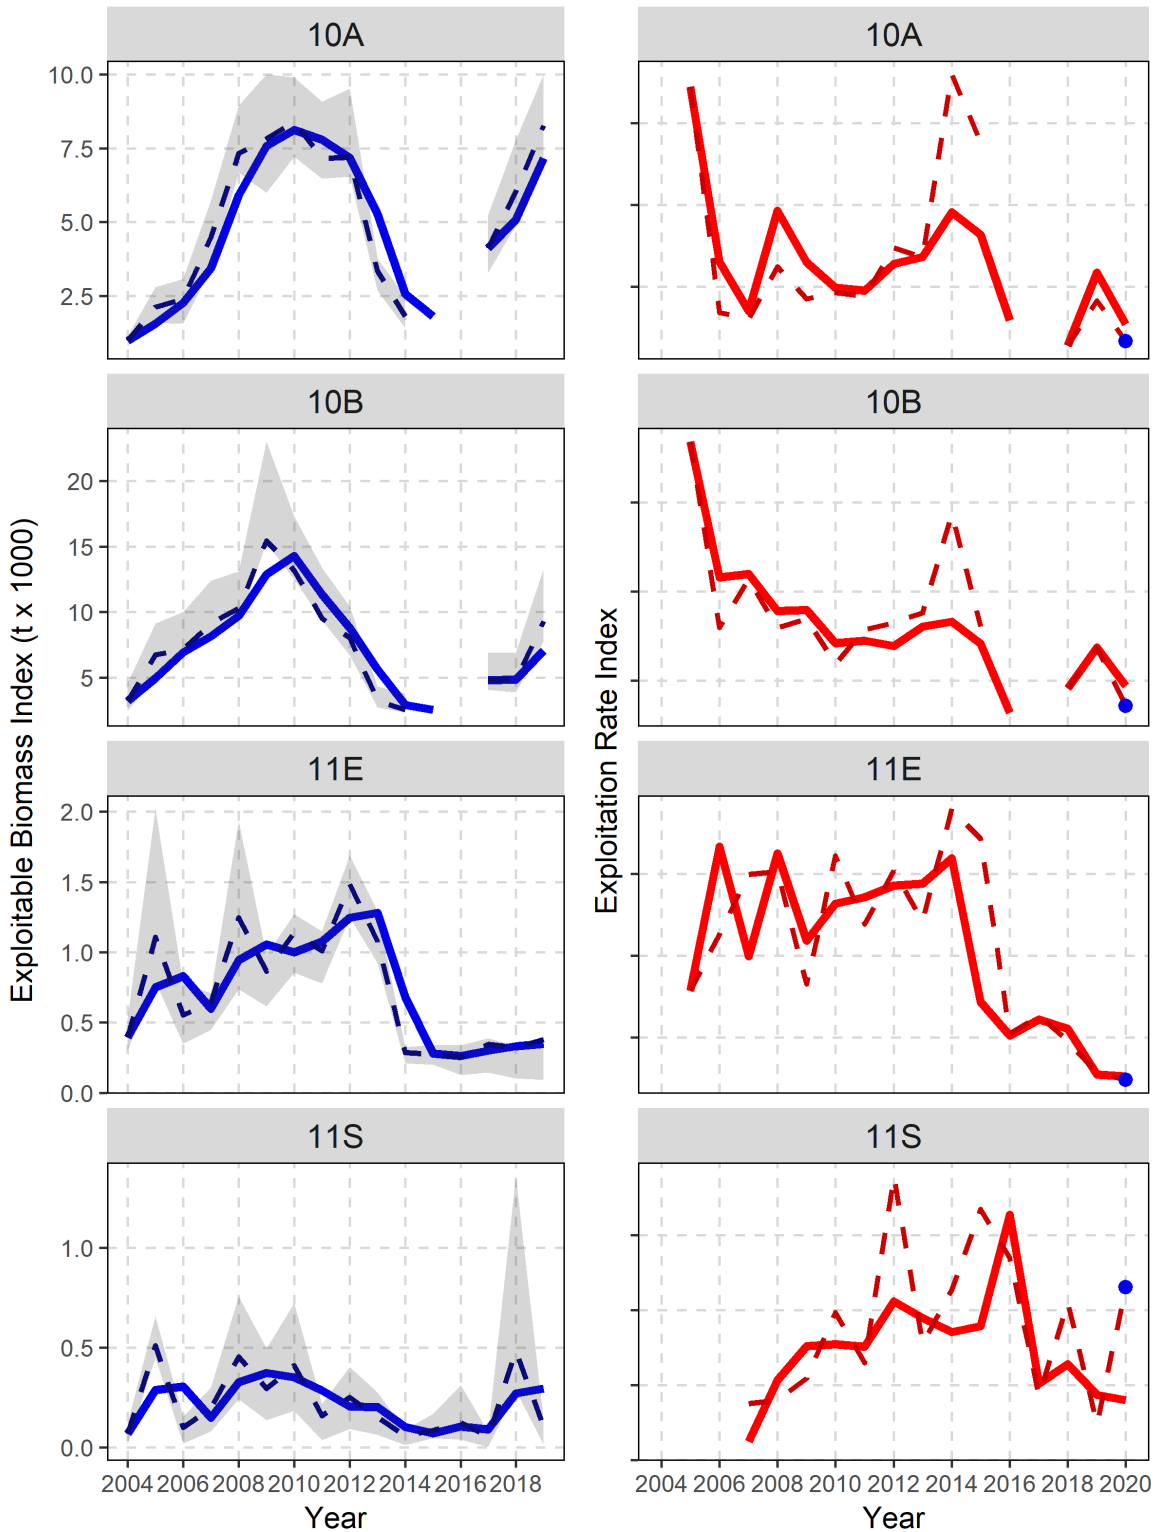 10A
10A
10.0
7.5
5.0
2.5
10B
10B
20
15
10
5
Exploitable Biomass Index (t x 1000)
Exploitation Rate Index
11E
11E
2.0
1.5
1.0
0.5
0.0
11S
11S
1.0
0.5
0.0
2004 2006 2008 2010 2012 2014 2016 2018
2004 2006 2008 2010 2012 2014 2016 2018 2020
Year
Year